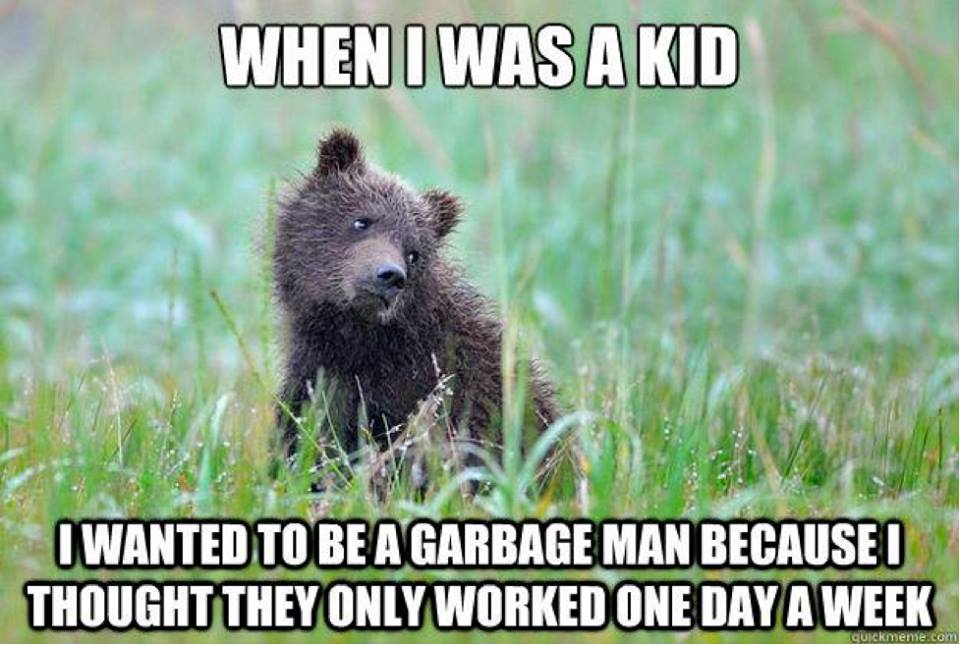 WHEN I WAS A KID
I WANTED TO BE A GARBAGE MAN BECAUSE I
THOUGHT THEY ONLY WORKED ONE DAY A WEEK
quickmeme.com